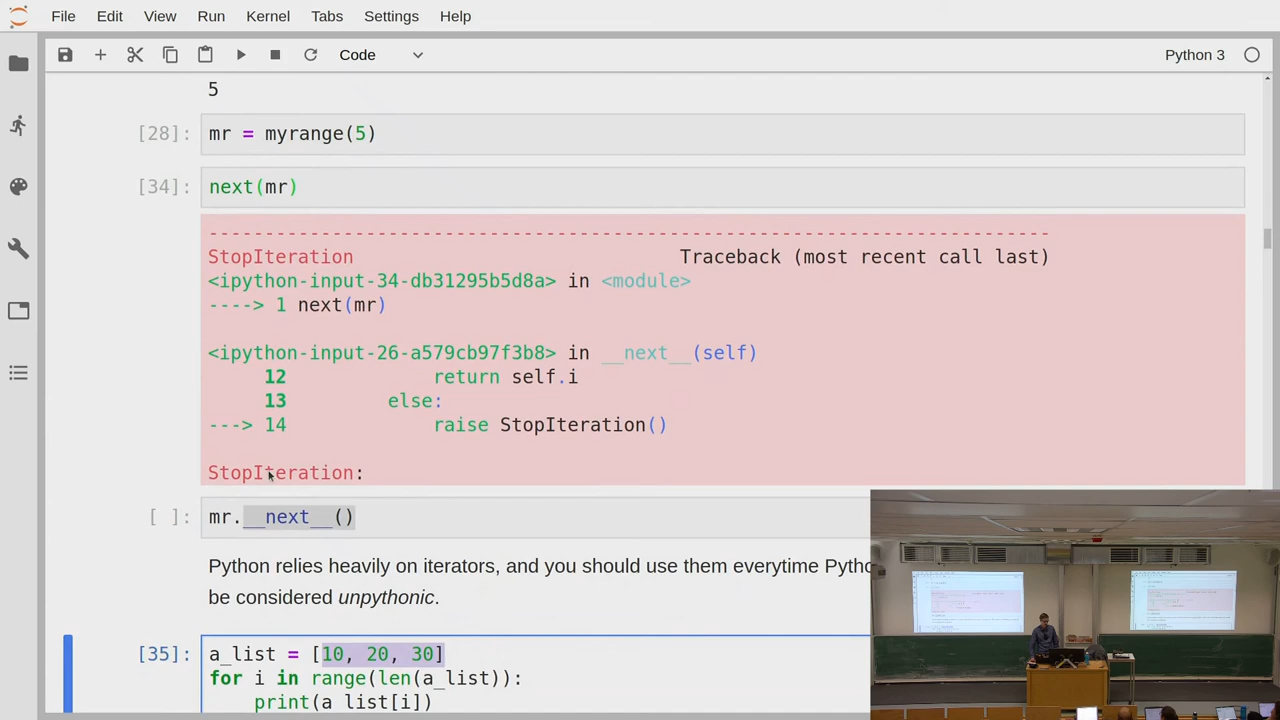 File Edit View Run Kernel Tabs Settings Help
Code
Python 3
5
[28]: mr = myrange(5)
[34]: next(mr)
---------------------------------------------------------------------------
StopIteration                             Traceback (most recent call last)
<ipython-input-34-db31295b5d8a> in <module>
----> 1 next(mr)
<ipython-input-26-a579cb97f3b8> in __next__(self)
     12             return self.i
     13         else:
---> 14             raise StopIteration()
StopIteration:
[ ]: mr.__next__()
Python relies heavily on iterators, and you should use them everytime Pytho
be considered unpythonic.
[35]: a_list = [10, 20, 30]
for i in range(len(a_list)):
    print(a_list[i])